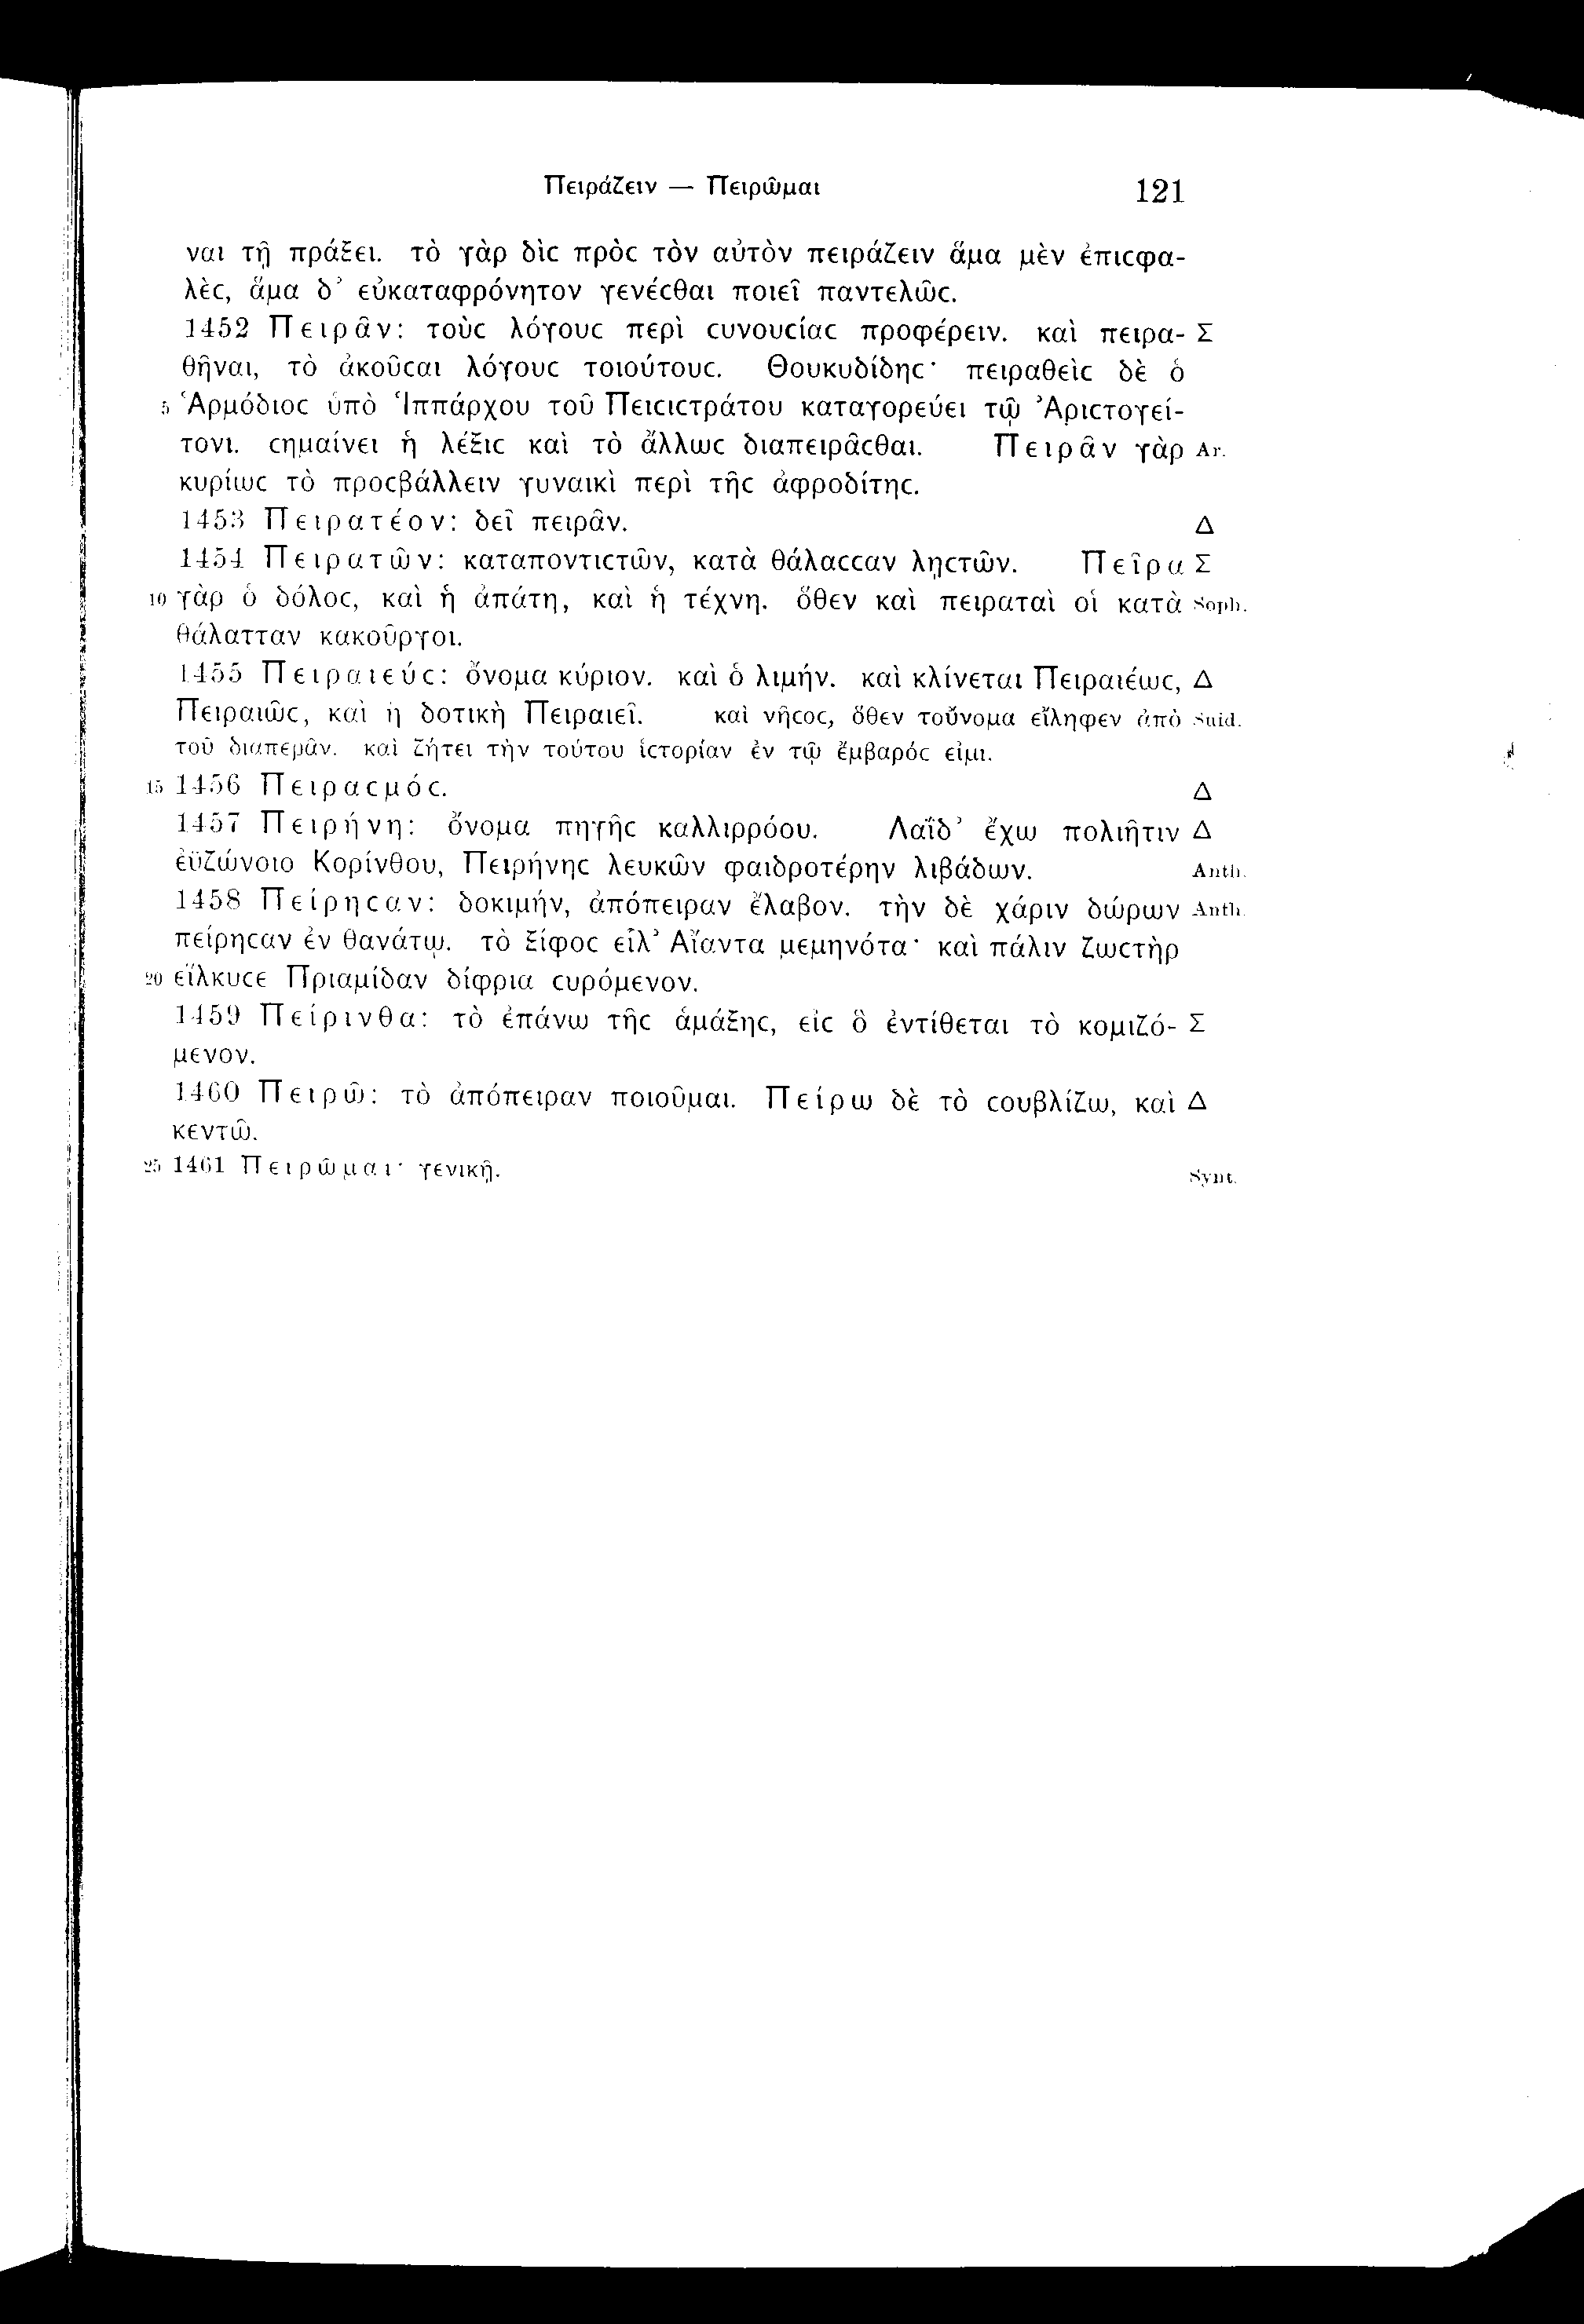 Πειράζειν — Πειρῶμαι 121
ναι τῇ πράξει. τὸ γὰρ δὶϲ πρὸϲ τὸν αὐτὸν πειράζειν ἅμα μὲν ἐπιϲφα-
λὲϲ, ἅμα δ’ εὐκαταφρόνητον γενέϲθαι ποιεῖ παντελῶϲ.
1452 Πειρᾶν: τοὺϲ λόγουϲ περὶ ϲυνουϲίαϲ προφέρειν. καὶ πειρα- Σ
θῆναι, τὸ ἀκοῦϲαι λόγουϲ τοιούτουϲ. Θουκυδίδηϲ· πειραθεὶϲ δὲ ὁ
5 Ἁρμόδιοϲ ὑπὸ Ἱππάρχου τοῦ Πειϲιϲτράτου καταγορεύει τῷ Ἀριϲτογεί-
τονι. ϲημαίνει ἡ λέξιϲ καὶ τὸ ἄλλωϲ διαπειρᾶϲθαι. Πειρᾶν γὰρ Ar.
κυρίωϲ τὸ προϲβάλλειν γυναικὶ περὶ τῆϲ ἀφροδίτηϲ.
1453 Πειρατέον: δεῖ πειρᾶν. Δ
1454 Πειρατῶν: καταποντιϲτῶν, κατὰ θάλαϲϲαν λῃϲτῶν. Πεῖρα Σ
10 γὰρ ὁ δόλοϲ, καὶ ἡ ἀπάτη, καὶ ἡ τέχνη. ὅθεν καὶ πειραταὶ οἱ κατὰ Soph.
θάλατταν κακοῦργοι.
1455 Πειραιεύϲ: ὄνομα κύριον. καὶ ὁ λιμήν. καὶ κλίνεται Πειραιέωϲ, Δ
Πειραιῶϲ, καὶ ἡ δοτικὴ Πειραιεῖ. καὶ νῆϲοϲ, ὅθεν τοὔνομα εἴληφεν ἀπὸ Suid.
τοῦ διαπερᾶν. καὶ ζήτει τὴν τούτου ἱϲτορίαν ἐν τῷ ἔμβαρόϲ εἰμι.
15 1456 Πειραϲμόϲ. Δ
1457 Πειρήνη: ὄνομα πηγῆϲ καλλιρρόου. Λαΐδ’ ἔχω πολιῆτιν Δ
ἐϋζώνοιο Κορίνθου, Πειρήνηϲ λευκῶν φαιδροτέρην λιβάδων. Anth.
1458 Πείρηϲαν: δοκιμήν, ἀπόπειραν ἔλαβον. τὴν δὲ χάριν δώρων Anth.
πείρηϲαν ἐν θανάτῳ. τὸ ξίφοϲ εἷλ’ Αἴαντα μεμηνότα· καὶ πάλιν ζωϲτὴρ
20 εἵλκυϲε Πριαμίδαν δίφρια ϲυρόμενον.
1459 Πείρινθα: τὸ ἐπάνω τῆϲ ἁμάξηϲ, εἰϲ ὃ ἐντίθεται τὸ κομιζό- Σ
μενον.
1460 Πειρῶ: τὸ ἀπόπειραν ποιοῦμαι. Πείρω δὲ τὸ ϲουβλίζω, καὶ Δ
κεντῶ.
25 1461 Πειρῶμαι· γενικῇ. Synt.